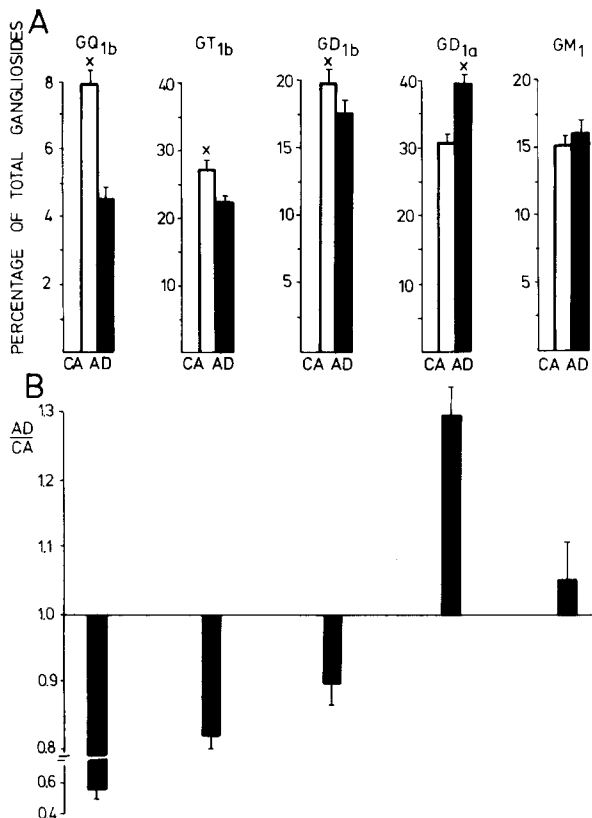 A
GQ1b GT1b GD1b GD1a GM1
PERCENTAGE OF TOTAL GANGLIOSIDES
x x x x
8 40 20 40 20
6 30 15 30 15
4 20 10 20 10
2 10 5 10 5
CA AD CA AD CA AD CA AD CA AD
B
AD
CA
1.3
1.2
1.1
1.0
0.9
0.8
0.6
0.4